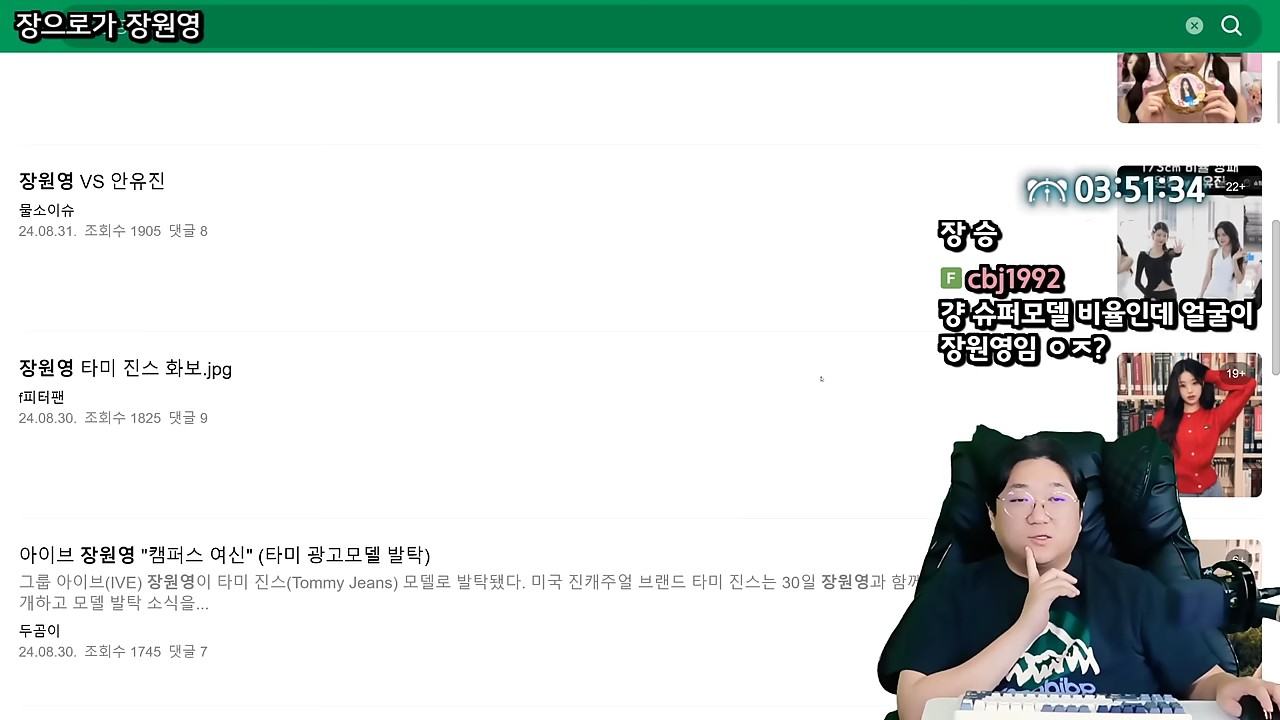 장으로가 장원영
장원영 VS 안유진
물소이슈
24.08.31. 조회수 1905 댓글 8
22+
03:51:34
장 승
F cbj1992
걍 슈퍼모델 비율인데 얼굴이
장원영임 ㅇㅈ?
장원영 타미 진스 화보.jpg
f피터팬
24.08.30. 조회수 1825 댓글 9
19+
아이브 장원영 "캠퍼스 여신" (타미 광고모델 발탁)
그룹 아이브(IVE) 장원영이 타미 진스(Tommy Jeans) 모델로 발탁됐다. 미국 진캐주얼 브랜드 타미 진스는 30일 장원영과 함께
개하고 모델 발탁 소식을...
두곰이
24.08.30. 조회수 1745 댓글 7